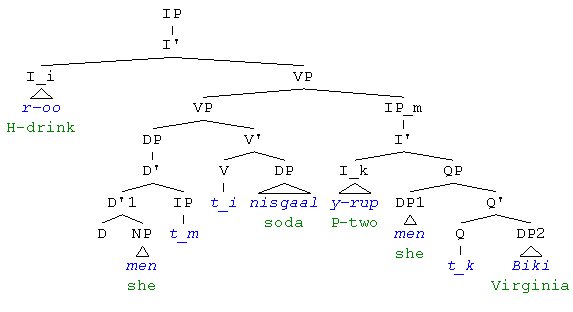 IP
I'
I_i VP
r-oo
H-drink
VP IP_m
DP V' I'
D' V DP I_k QP
D'1 IP t_i nisgaal y-rup DP1 Q'
soda P-two
D NP t_m men Q DP2
men she t_k Biki
she Virginia